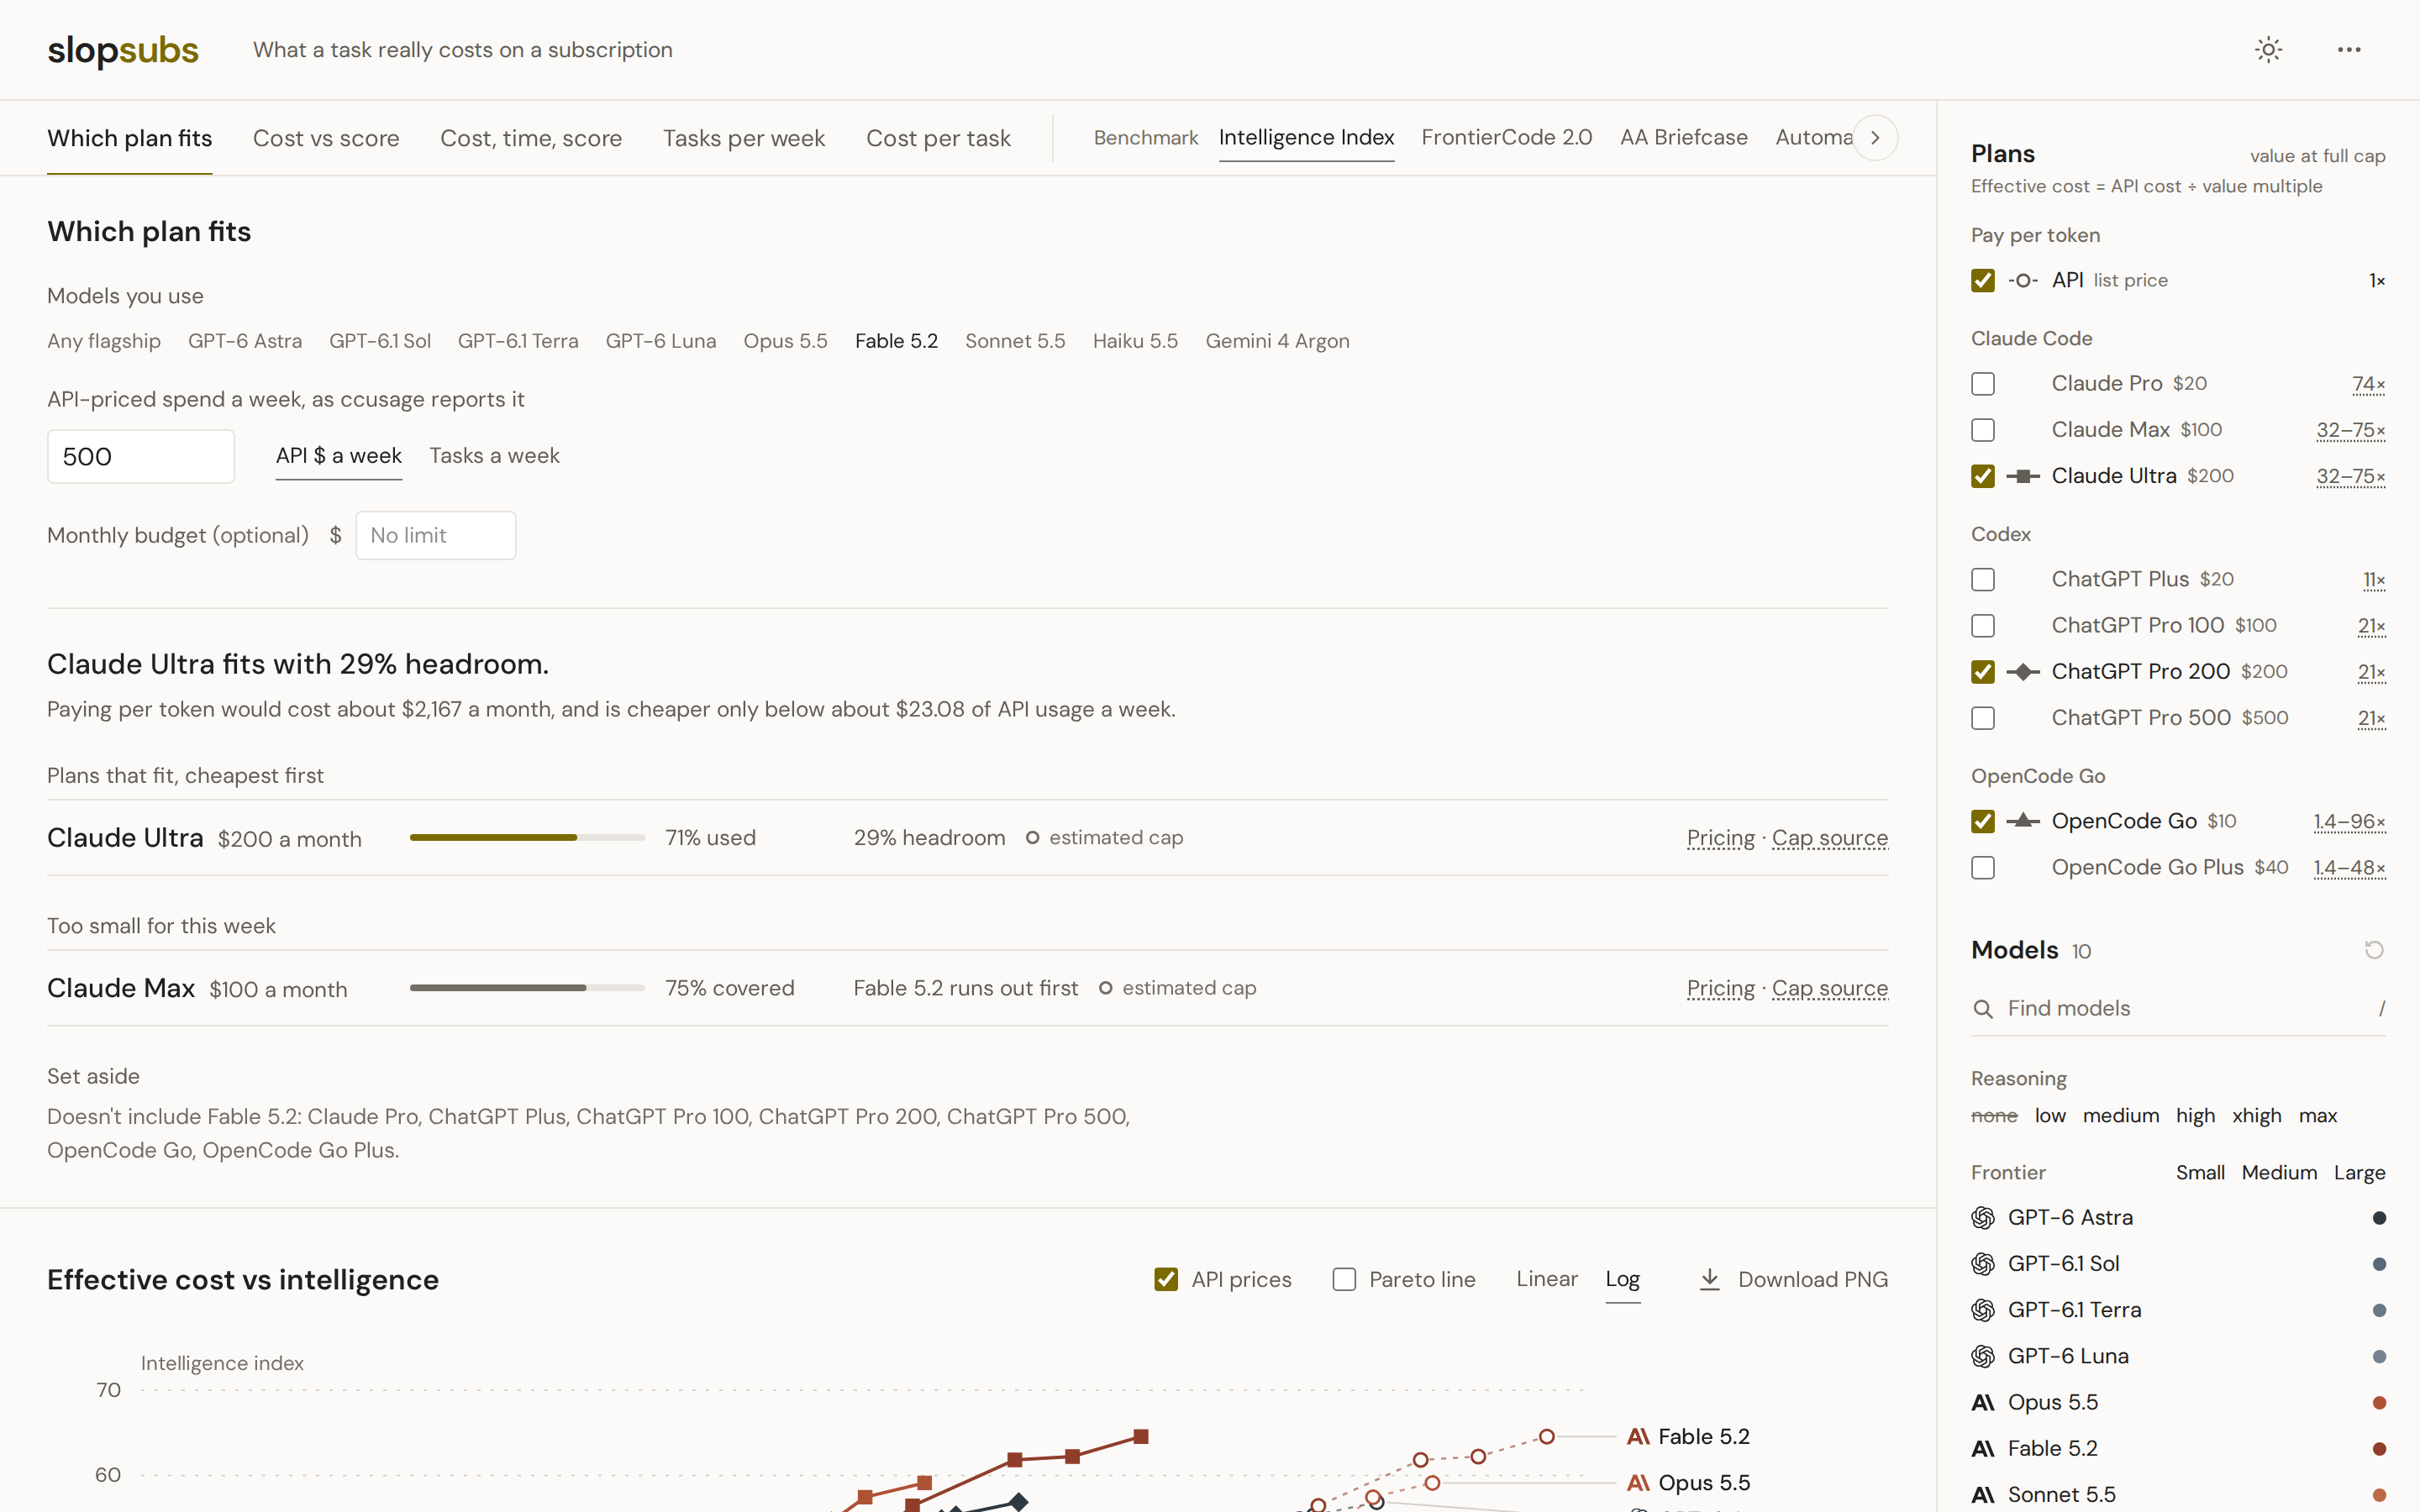 slopsubs What a task really costs on a subscription
Which plan fits Cost vs score Cost, time, score Tasks per week Cost per task Benchmark Intelligence Index FrontierCode 2.0 AA Briefcase Automa
Which plan fits
Models you use
Any flagship GPT-6 Astra GPT-6.1 Sol GPT-6.1 Terra GPT-6 Luna Opus 5.5 Fable 5.2 Sonnet 5.5 Haiku 5.5 Gemini 4 Argon
API-priced spend a week, as ccusage reports it
500 API $ a week Tasks a week
Monthly budget (optional) $ No limit
Claude Ultra fits with 29% headroom.
Paying per token would cost about $2,167 a month, and is cheaper only below about $23.08 of API usage a week.
Plans that fit, cheapest first
Claude Ultra $200 a month 71% used 29% headroom estimated cap Pricing · Cap source
Too small for this week
Claude Max $100 a month 75% covered Fable 5.2 runs out first estimated cap Pricing · Cap source
Set aside
Doesn't include Fable 5.2: Claude Pro, ChatGPT Plus, ChatGPT Pro 100, ChatGPT Pro 200, ChatGPT Pro 500,
OpenCode Go, OpenCode Go Plus.
Effective cost vs intelligence API prices Pareto line Linear Log Download PNG
Intelligence index
70
Fable 5.2
60
Opus 5.5
Plans value at full cap
Effective cost = API cost ÷ value multiple
Pay per token
API list price 1×
Claude Code
Claude Pro $20 74×
Claude Max $100 32–75×
Claude Ultra $200 32–75×
Codex
ChatGPT Plus $20 11×
ChatGPT Pro 100 $100 21×
ChatGPT Pro 200 $200 21×
ChatGPT Pro 500 $500 21×
OpenCode Go
OpenCode Go $10 1.4–96×
OpenCode Go Plus $40 1.4–48×
Models 10
Find models /
Reasoning
none low medium high xhigh max
Frontier Small Medium Large
GPT-6 Astra
GPT-6.1 Sol
GPT-6.1 Terra
GPT-6 Luna
Opus 5.5
Fable 5.2
Sonnet 5.5